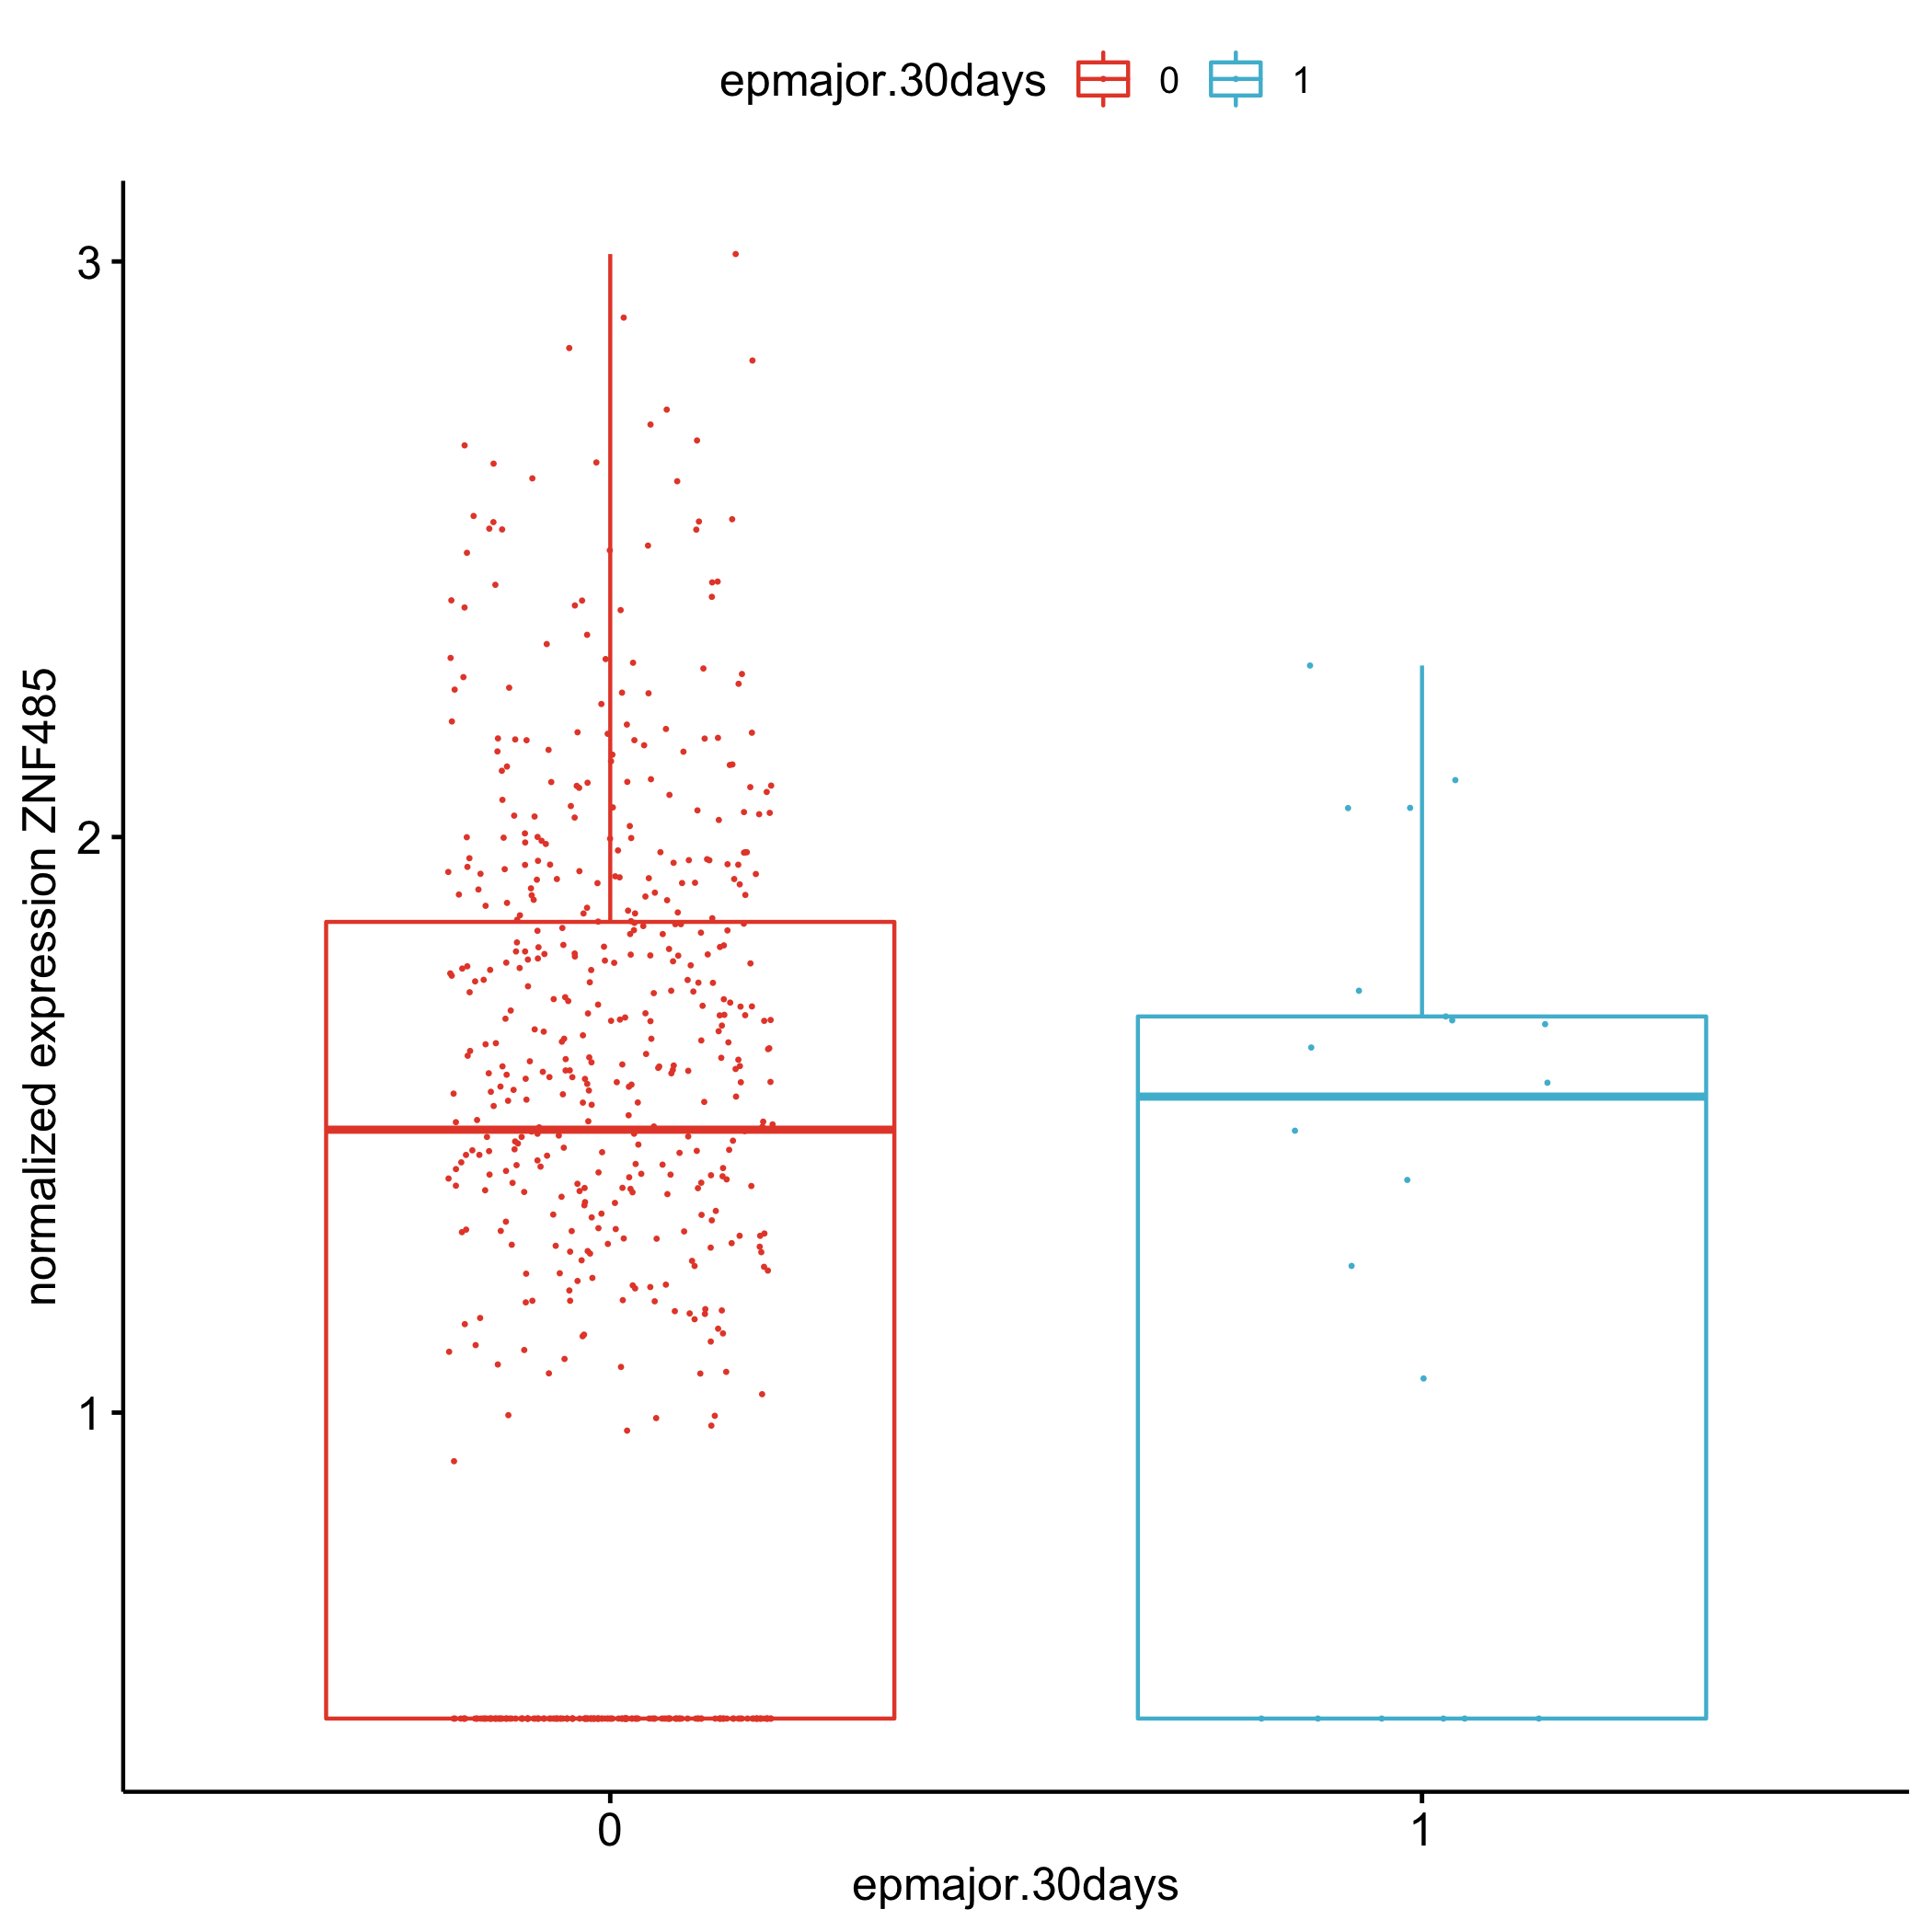 epmajor.30days 0 1
3
2
1
normalized expression ZNF485
0 1
epmajor.30days